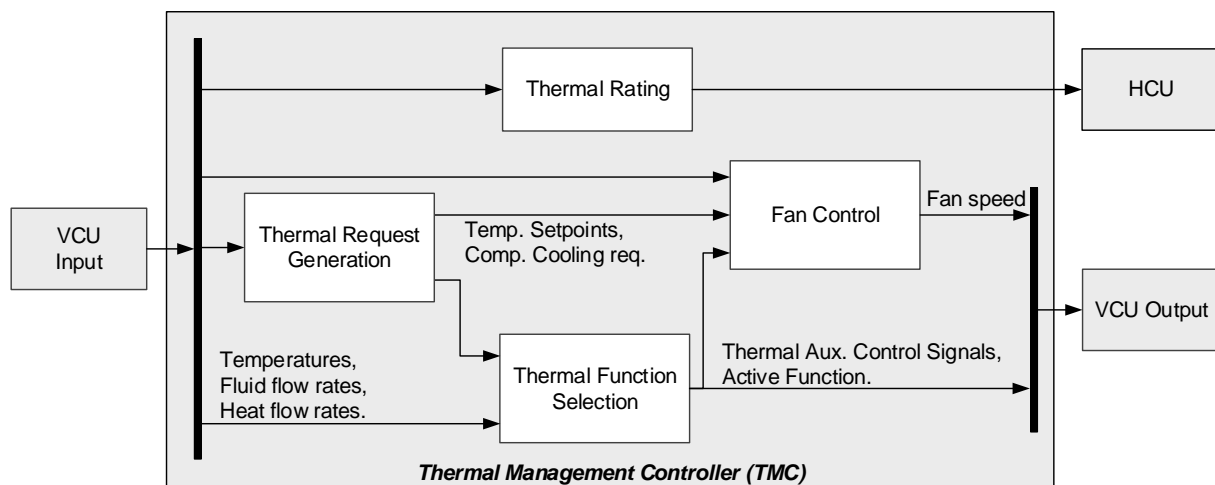 Thermal Rating
HCU
VCU
Input
Thermal Request
Generation
Temp. Setpoints,
Comp. Cooling req.
Fan Control
Fan speed
VCU Output
Temperatures,
Fluid flow rates,
Heat flow rates.
Thermal Function
Selection
Thermal Aux. Control Signals,
Active Function.
Thermal Management Controller (TMC)